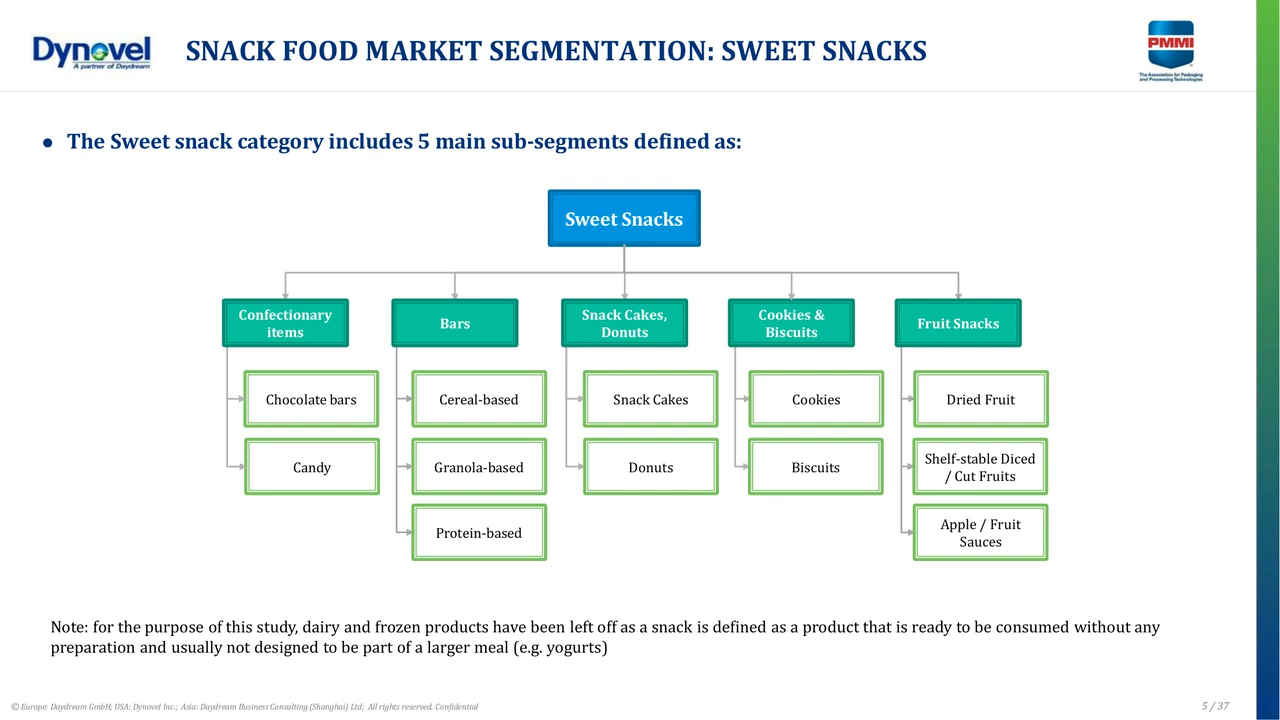 Dynovel
A partner of Daydream
SNACK FOOD MARKET SEGMENTATION: SWEET SNACKS
PMMI
The Association for Packaging
and Processing Technologies
● The Sweet snack category includes 5 main sub-segments defined as:
Sweet Snacks
Confectionary
items
Bars
Snack Cakes,
Donuts
Cookies &
Biscuits
Fruit Snacks
Chocolate bars
Cereal-based
Snack Cakes
Cookies
Dried Fruit
Candy
Granola-based
Donuts
Biscuits
Shelf-stable Diced
/ Cut Fruits
Protein-based
Apple / Fruit
Sauces
Note: for the purpose of this study, dairy and frozen products have been left off as a snack is defined as a product that is ready to be consumed without any
preparation and usually not designed to be part of a larger meal (e.g. yogurts)
© Europe: Daydream GmbH; USA: Dynovel Inc.; Asia: Daydream Business Consulting (Shanghai) Ltd; All rights reserved. Confidential
5 / 37